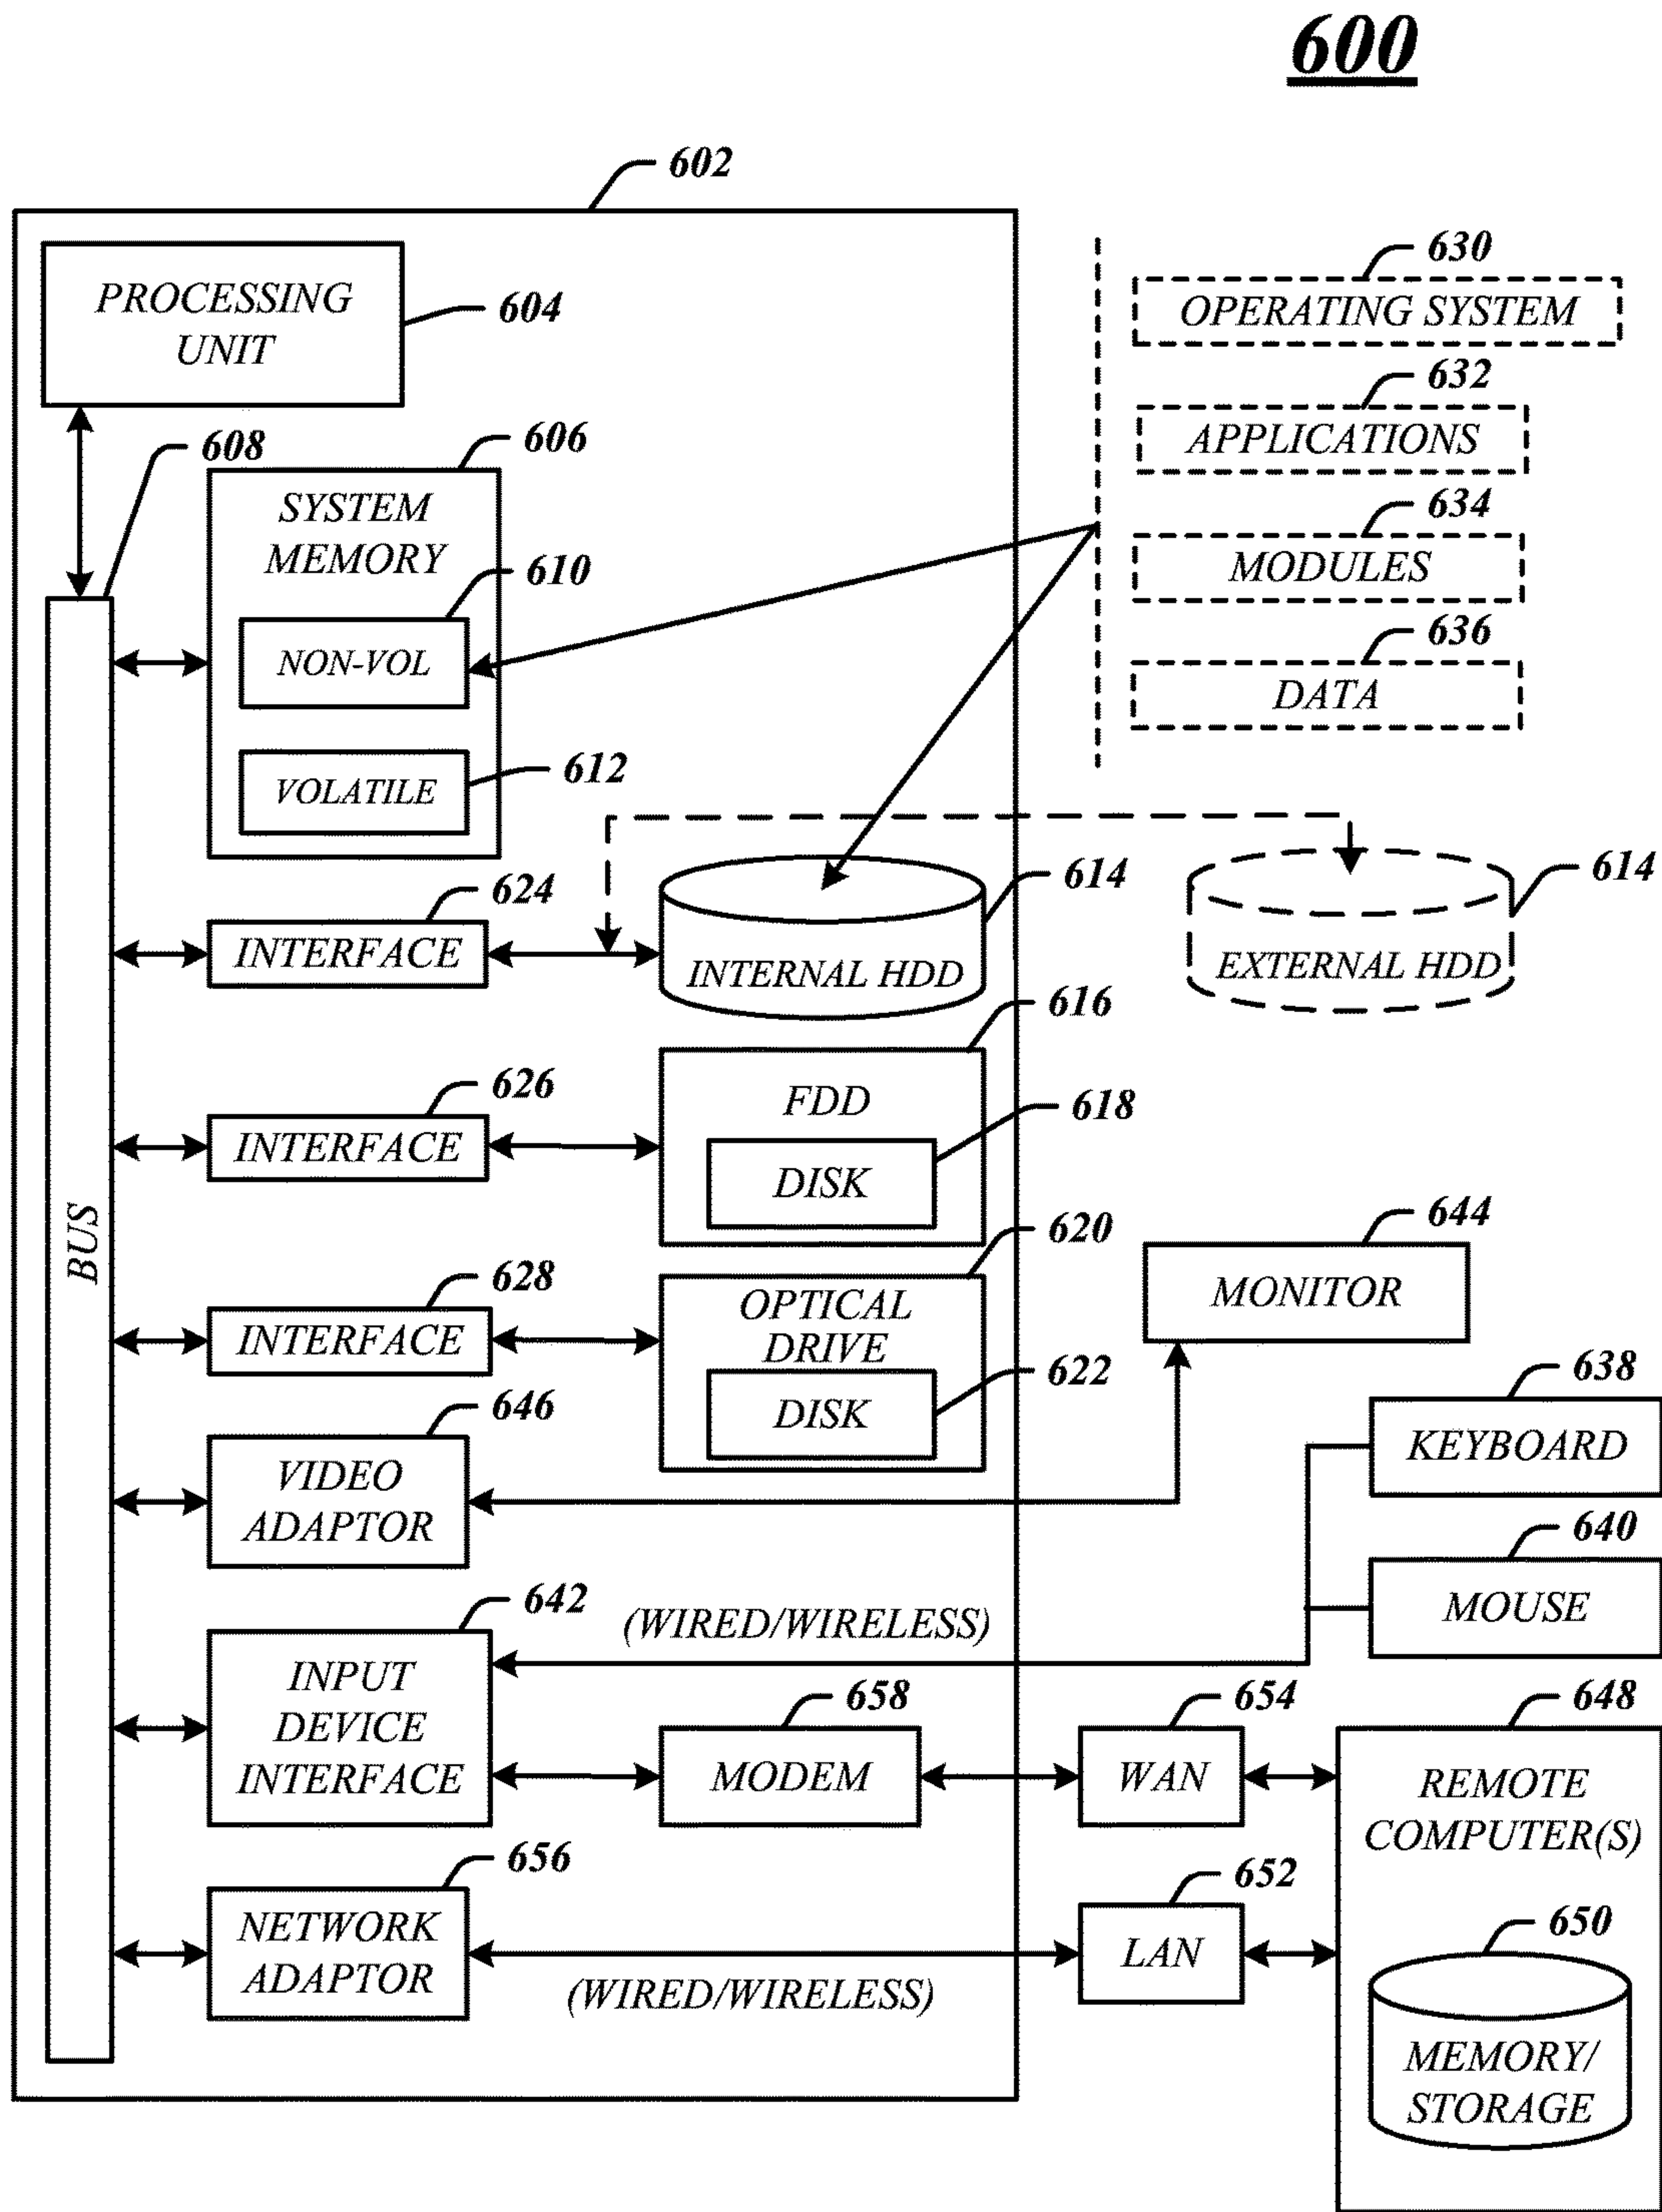 600
602
PROCESSING
UNIT
604
608
606
SYSTEM
MEMORY
610
NON-VOL
612
VOLATILE
630
OPERATING SYSTEM
632
APPLICATIONS
634
MODULES
636
DATA
624
INTERFACE
614
INTERNAL HDD
614
EXTERNAL HDD
616
626
INTERFACE
FDD
618
DISK
BUS
620
628
INTERFACE
OPTICAL
DRIVE
622
DISK
644
MONITOR
646
VIDEO
ADAPTOR
638
KEYBOARD
640
MOUSE
642
(WIRED/WIRELESS)
INPUT
DEVICE
INTERFACE
658
MODEM
654
WAN
648
REMOTE
COMPUTER(S)
656
NETWORK
ADAPTOR
(WIRED/WIRELESS)
652
LAN
650
MEMORY/
STORAGE